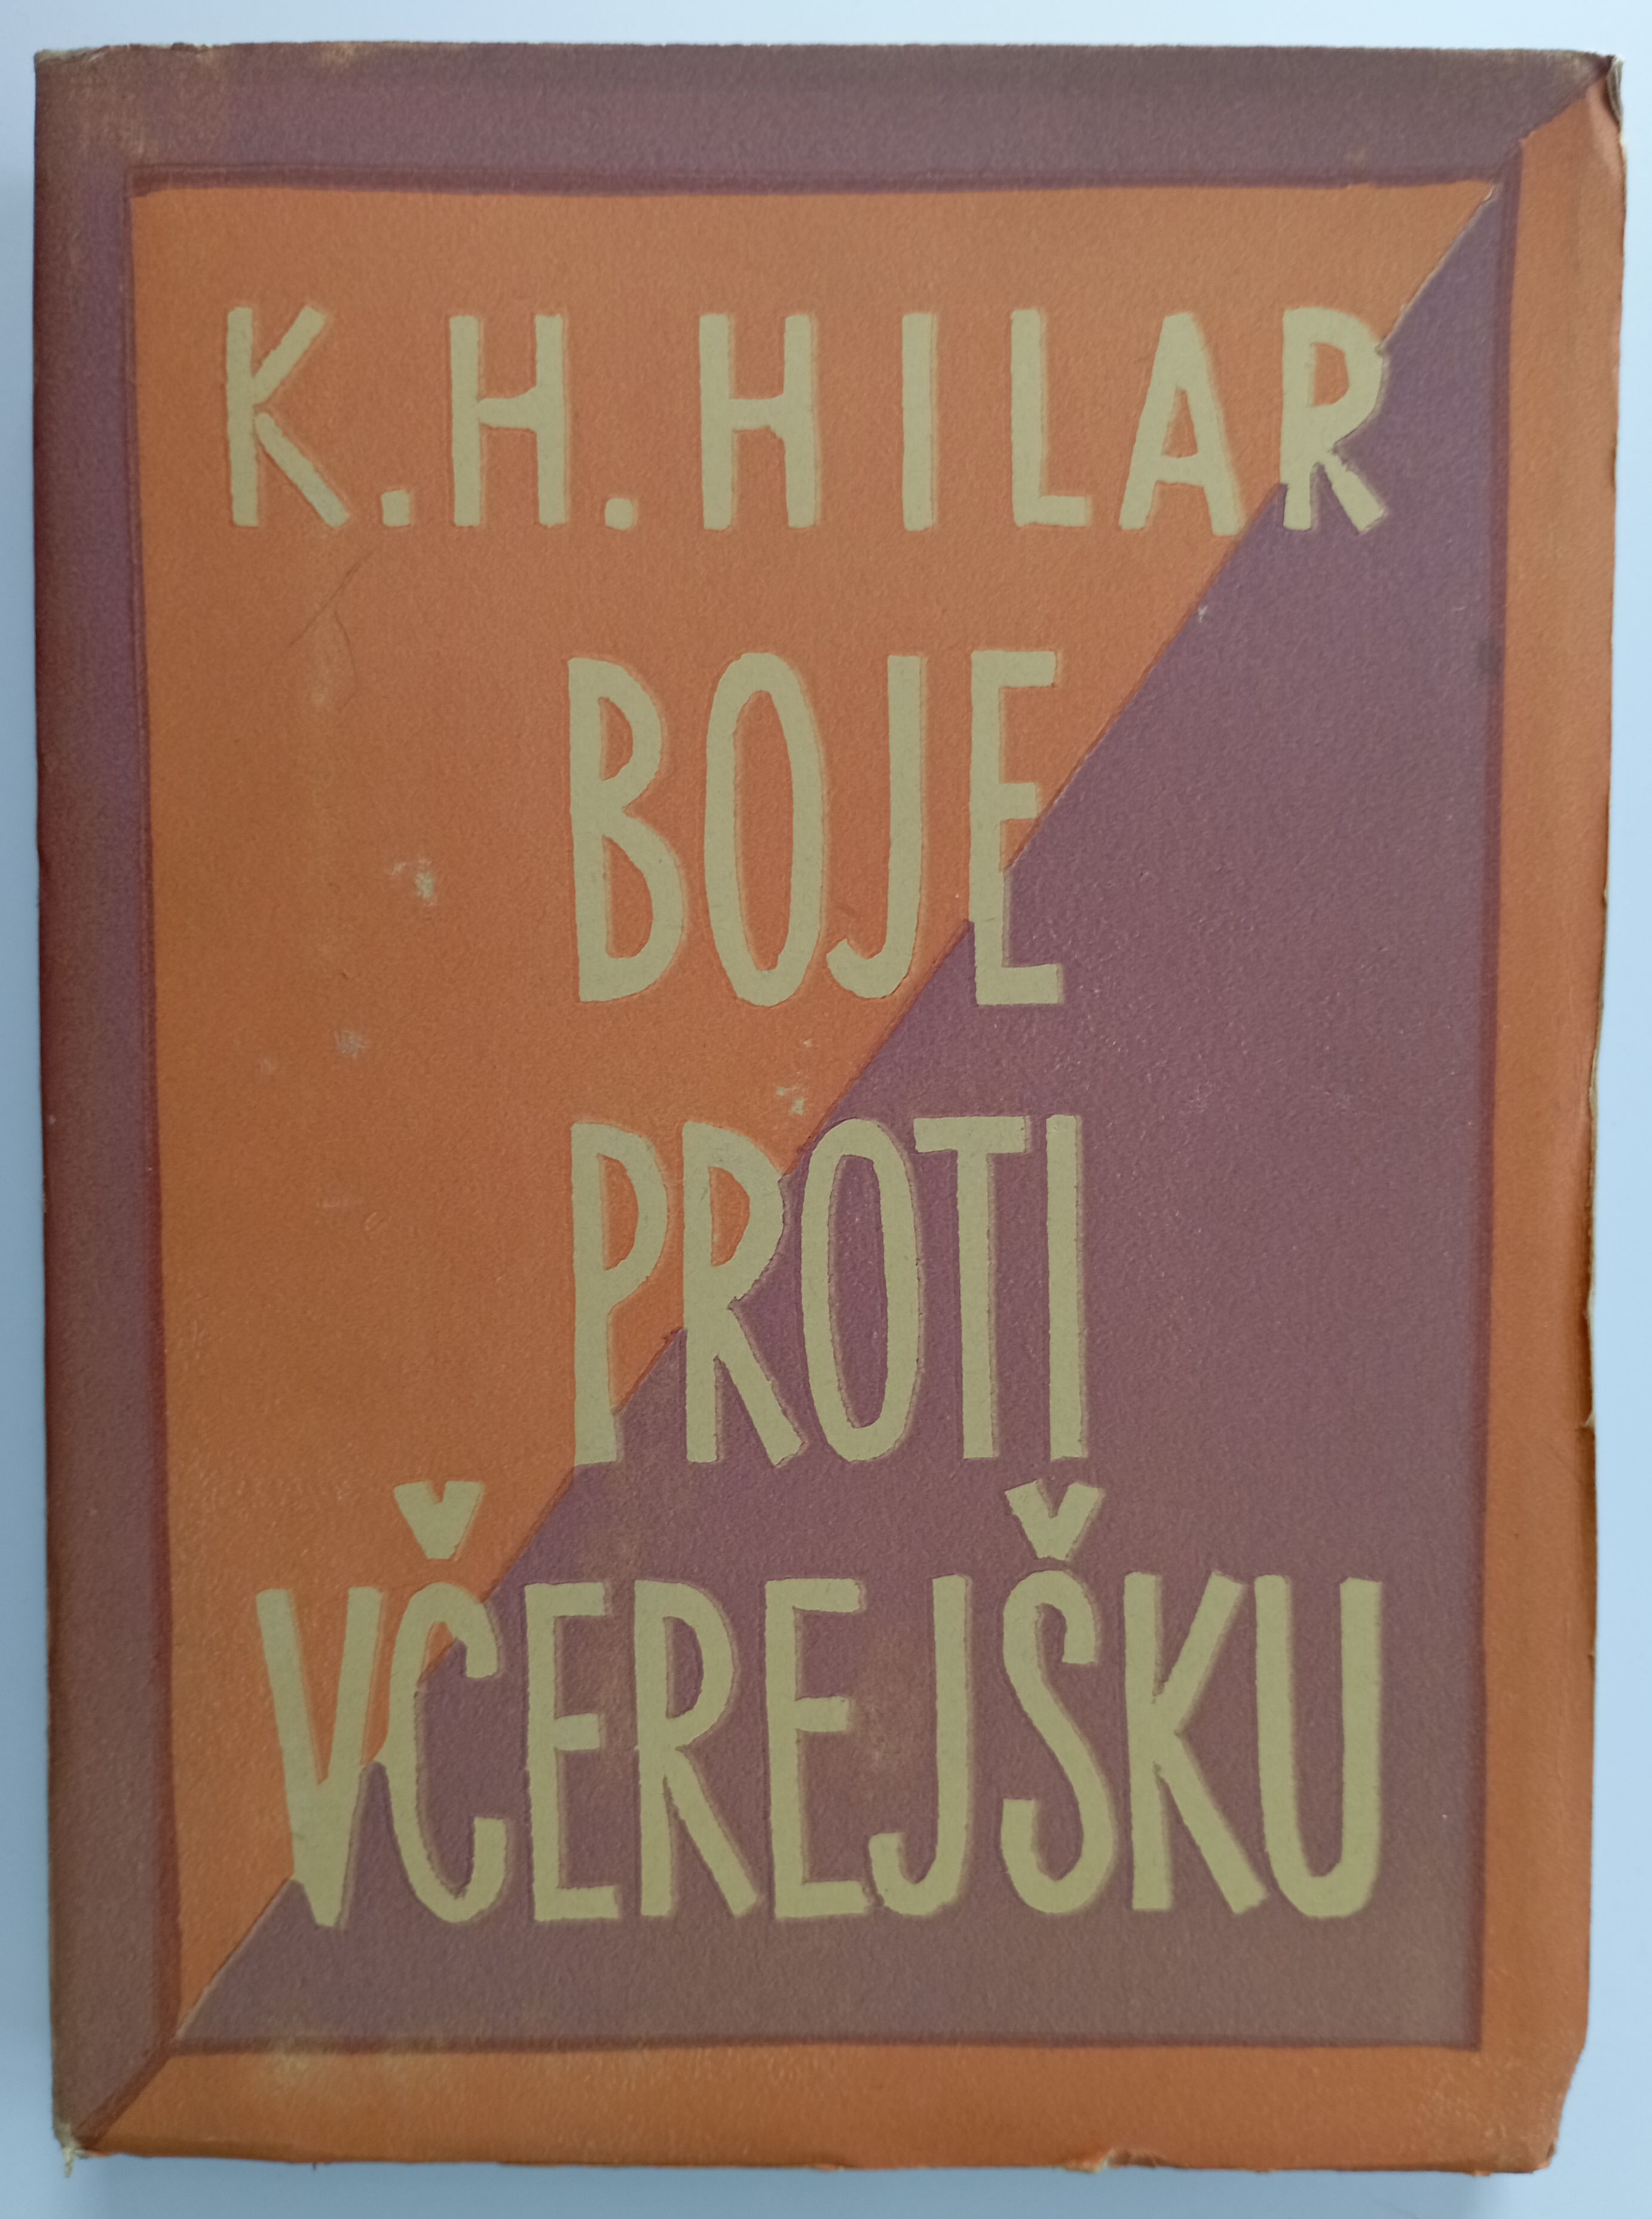 K.H.HILAR
BOJE
PROTI
VČEREJŠKU